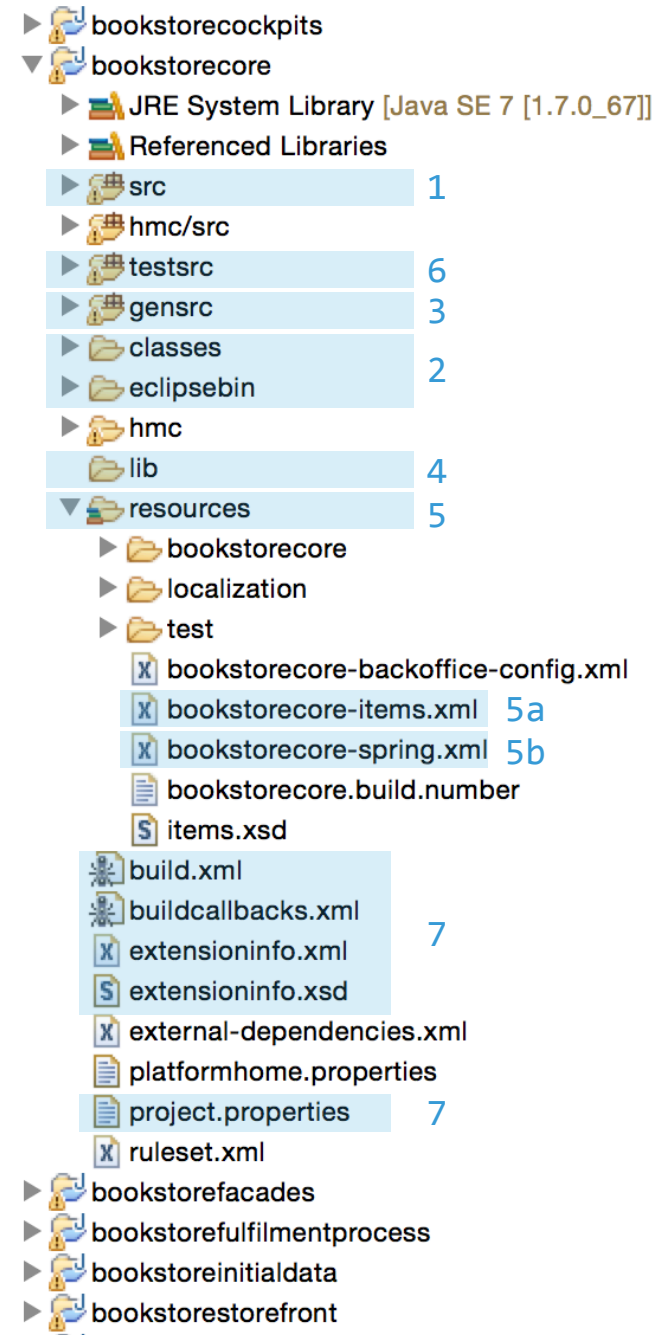 bookstorecockpits
bookstorecore
JRE System Library [Java SE 7 [1.7.0_67]]
Referenced Libraries
src 1
hmc/src
testsrc 6
gensrc 3
classes
2
eclipsebin
hmc
lib 4
resources 5
bookstorecore
localization
test
bookstorecore-backoffice-config.xml
bookstorecore-items.xml 5a
bookstorecore-spring.xml 5b
bookstorecore.build.number
items.xsd
build.xml
buildcallbacks.xml
7
extensioninfo.xml
extensioninfo.xsd
external-dependencies.xml
platformhome.properties
project.properties 7
ruleset.xml
bookstorefacades
bookstorefulfilmentprocess
bookstoreinitialdata
bookstorestorefront